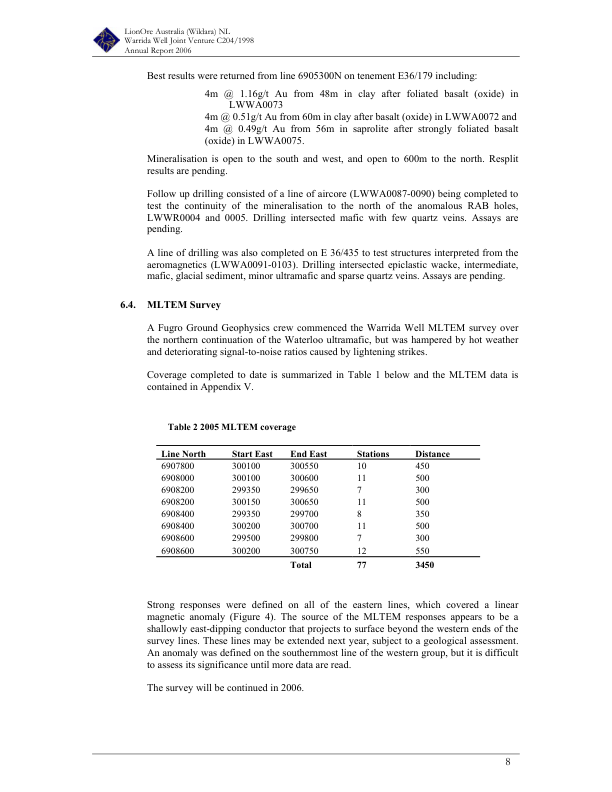 LionOre Australia (Wildara) NL
Warrida Well Joint Venture C204/1998
Annual Report 2006
Best results were returned from line 6905300N on tenement E36/179 including:
4m @ 1.16g/t Au from 48m in clay after foliated basalt (oxide) in
LWWA0073
4m @ 0.51g/t Au from 60m in clay after basalt (oxide) in LWWA0072 and
4m @ 0.49g/t Au from 56m in saprolite after strongly foliated basalt
(oxide) in LWWA0075.
Mineralisation is open to the south and west, and open to 600m to the north. Resplit
results are pending.
Follow up drilling consisted of a line of aircore (LWWA0087-0090) being completed to
test the continuity of the mineralisation to the north of the anomalous RAB holes,
LWWR0004 and 0005. Drilling intersected mafic with few quartz veins. Assays are
pending.
A line of drilling was also completed on E 36/435 to test structures interpreted from the
aeromagnetics (LWWA0091-0103). Drilling intersected epiclastic wacke, intermediate,
mafic, glacial sediment, minor ultramafic and sparse quartz veins. Assays are pending.
6.4. MLTEM Survey
A Fugro Ground Geophysics crew commenced the Warrida Well MLTEM survey over
the northern continuation of the Waterloo ultramafic, but was hampered by hot weather
and deteriorating signal-to-noise ratios caused by lightening strikes.
Coverage completed to date is summarized in Table 1 below and the MLTEM data is
contained in Appendix V.
Table 2 2005 MLTEM coverage
Line North Start East End East Stations Distance
6907800 300100 300550 10 450
6908000 300100 300600 11 500
6908200 299350 299650 7 300
6908200 300150 300650 11 500
6908400 299350 299700 8 350
6908400 300200 300700 11 500
6908600 299500 299800 7 300
6908600 300200 300750 12 550
Total 77 3450
Strong responses were defined on all of the eastern lines, which covered a linear
magnetic anomaly (Figure 4). The source of the MLTEM responses appears to be a
shallowly east-dipping conductor that projects to surface beyond the western ends of the
survey lines. These lines may be extended next year, subject to a geological assessment.
An anomaly was defined on the southernmost line of the western group, but it is difficult
to assess its significance until more data are read.
The survey will be continued in 2006.
8